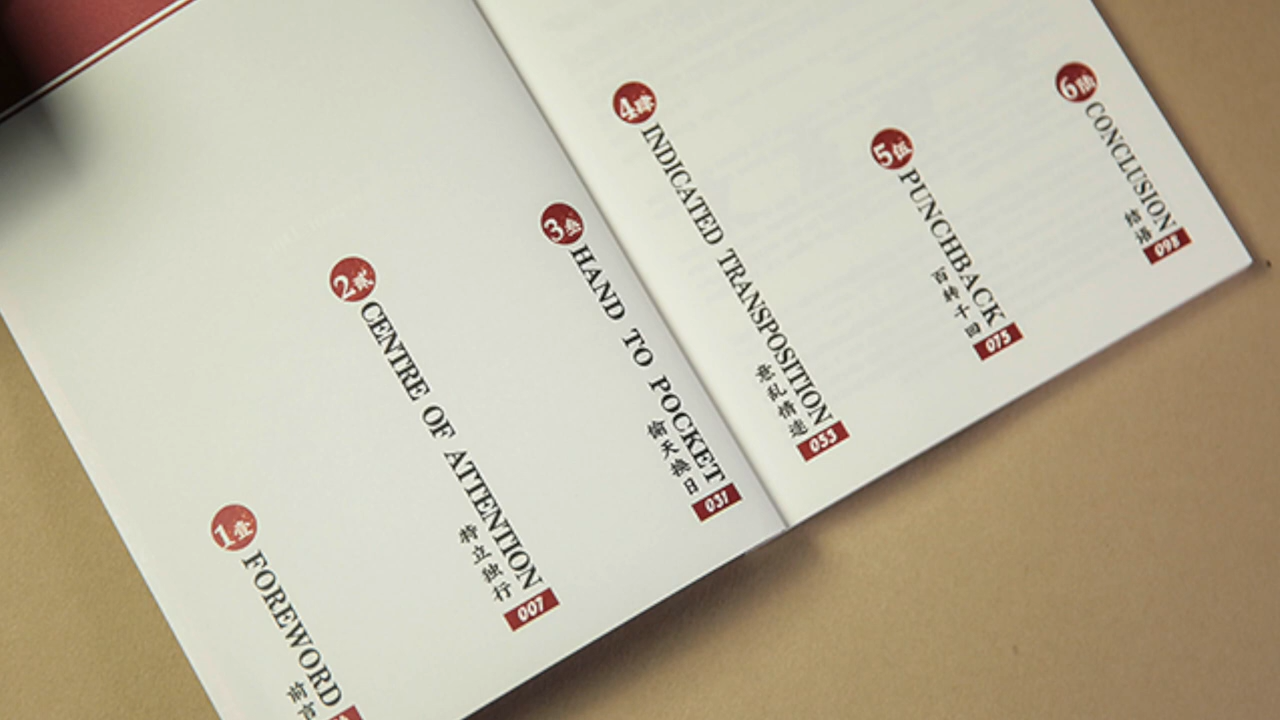 1壹
FOREWORD
前言
2贰
CENTRE OF ATTENTION
特立独行
007
3叁
HAND TO POCKET
偷天换日
031
4肆
INDICATED TRANSPOSITION
意乱情迷
053
5伍
PUNCHBACK
百转千回
075
6陆
CONCLUSION
结语
098